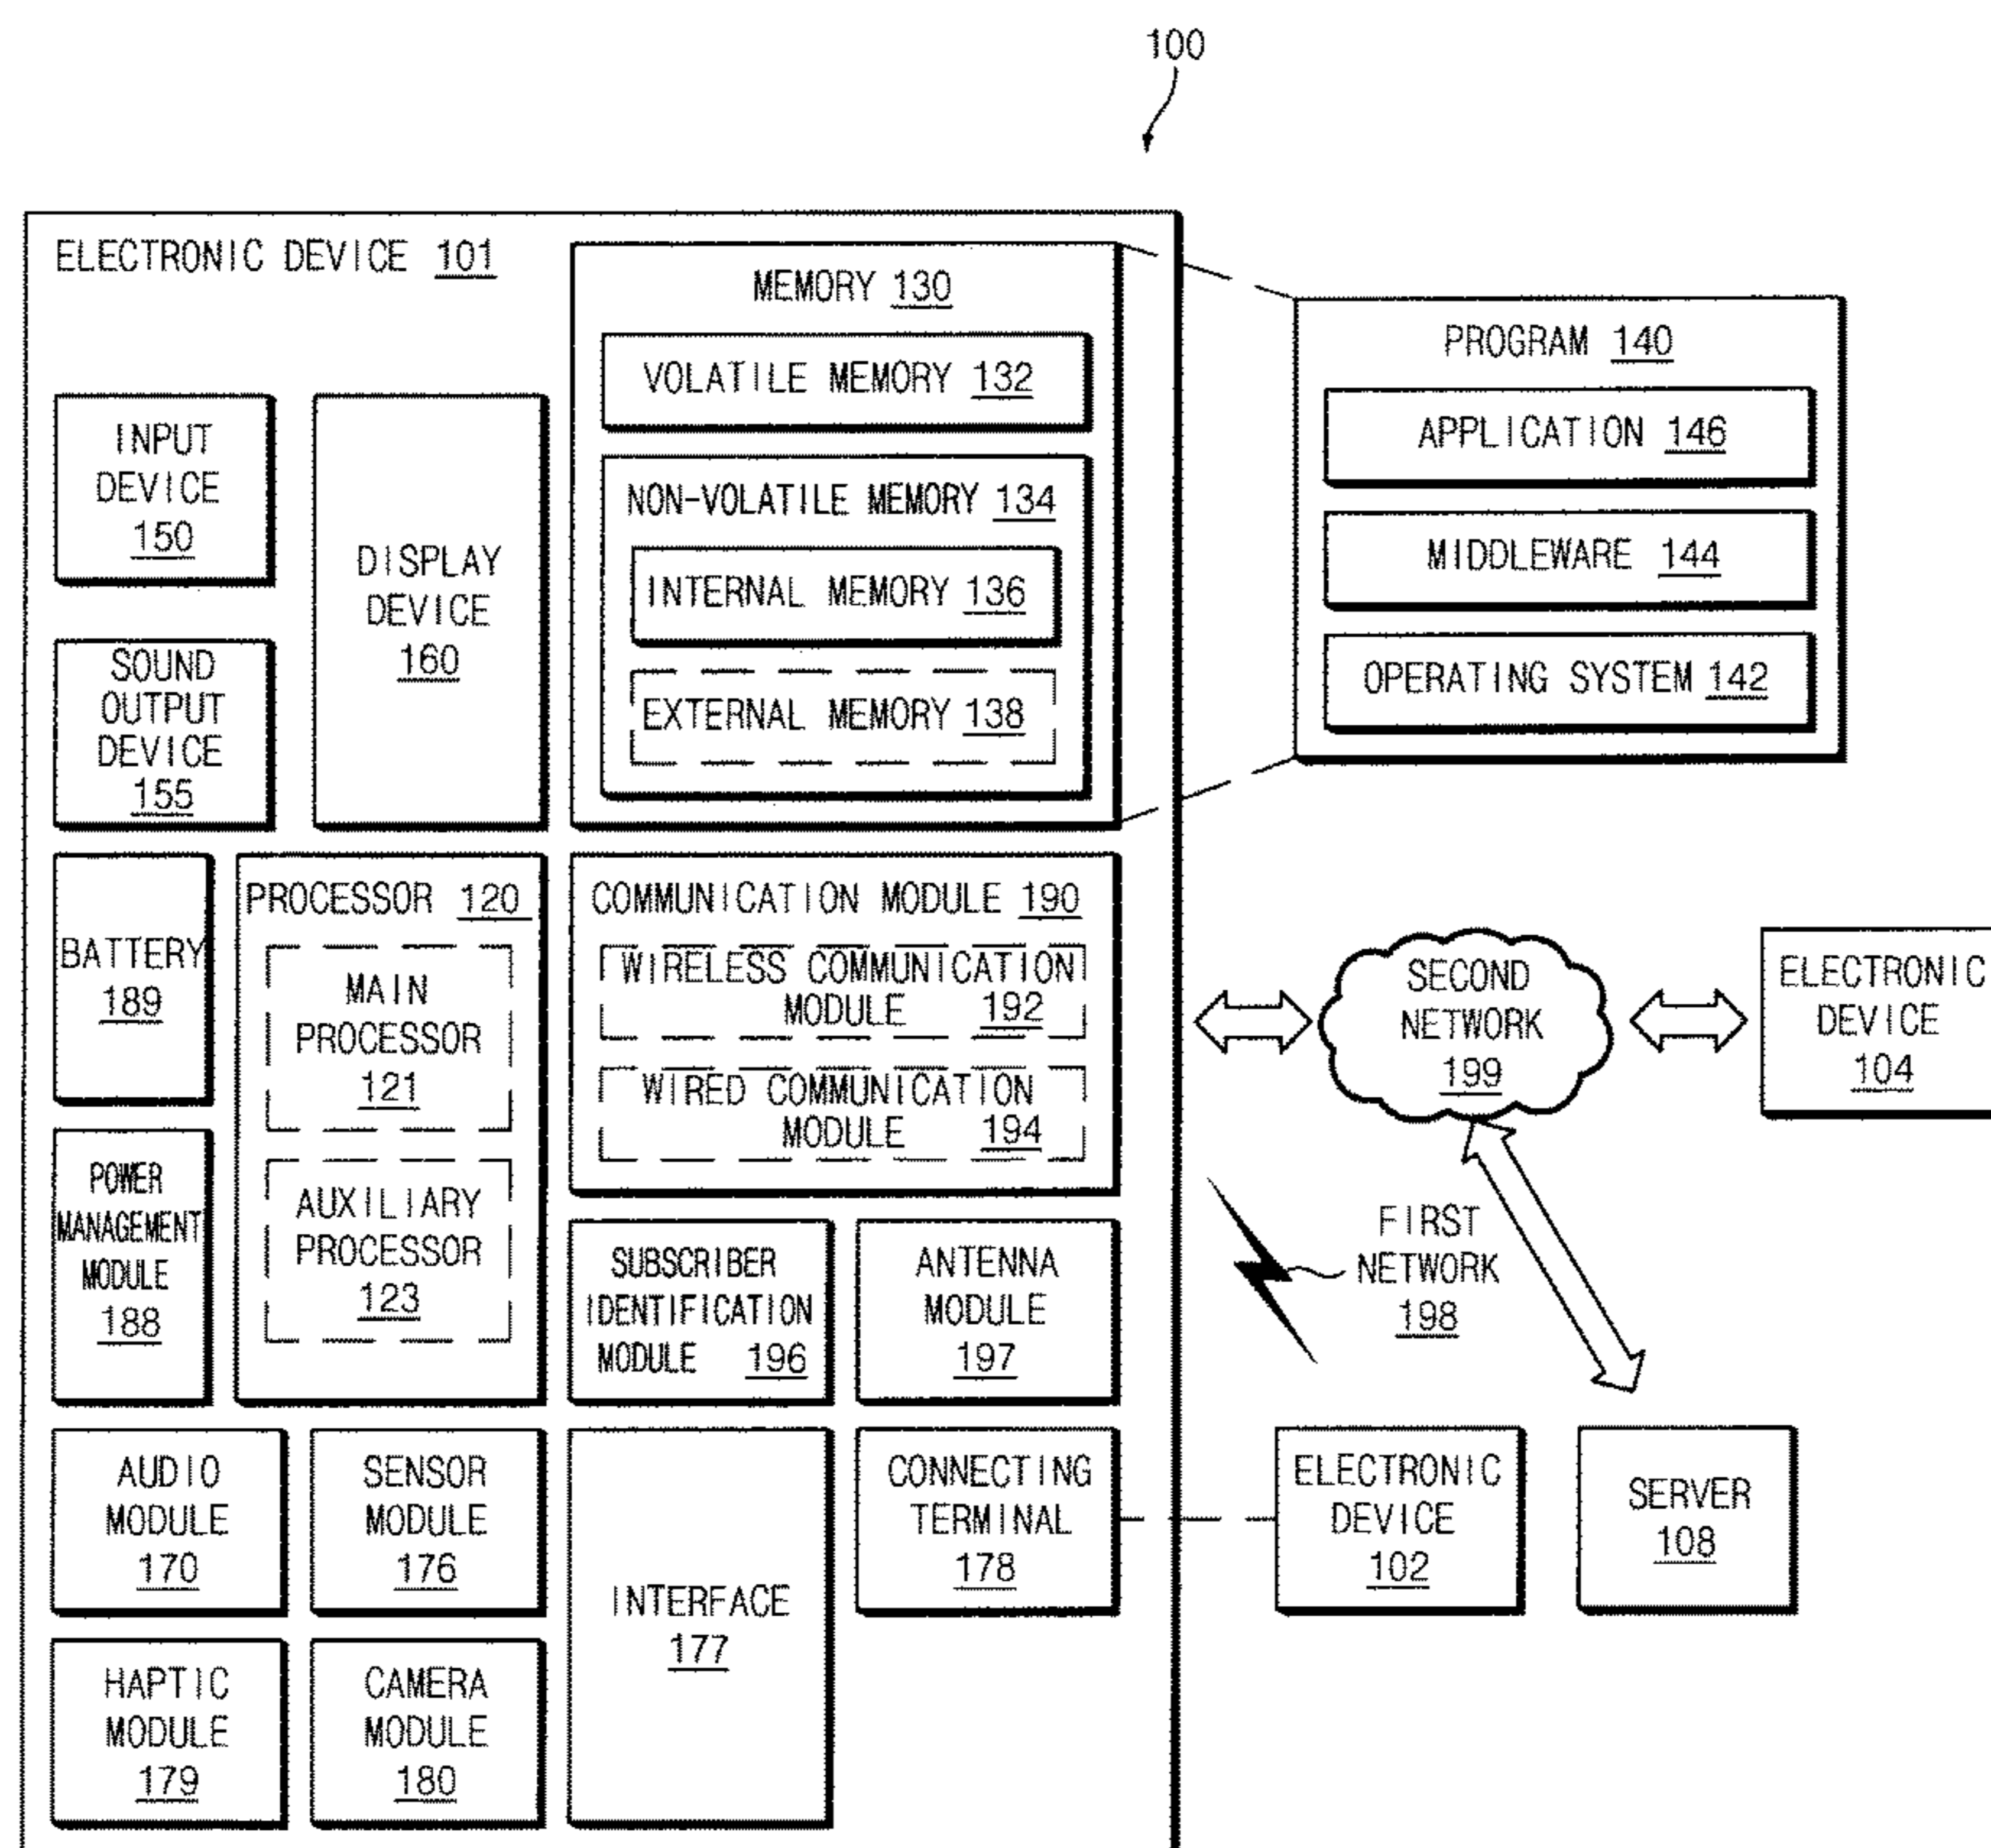 100
ELECTRONIC DEVICE 101
MEMORY 130
VOLATILE MEMORY 132
NON-VOLATILE MEMORY 134
INTERNAL MEMORY 136
EXTERNAL MEMORY 138
PROGRAM 140
APPLICATION 146
MIDDLEWARE 144
OPERATING SYSTEM 142
INPUT
DEVICE
150
DISPLAY
DEVICE
160
SOUND
OUTPUT
DEVICE
155
BATTERY
189
PROCESSOR 120
MAIN
PROCESSOR
121
AUXILIARY
PROCESSOR
123
COMMUNICATION MODULE 190
WIRELESS COMMUNICATION
MODULE 192
WIRED COMMUNICATION
MODULE 194
SECOND
NETWORK
199
ELECTRONIC
DEVICE
104
POWER
MANAGEMENT
MODULE
188
SUBSCRIBER
IDENTIFICATION
MODULE 196
ANTENNA
MODULE
197
FIRST
NETWORK
198
AUDIO
MODULE
170
SENSOR
MODULE
176
INTERFACE
177
CONNECTING
TERMINAL
178
ELECTRONIC
DEVICE
102
SERVER
108
HAPTIC
MODULE
179
CAMERA
MODULE
180